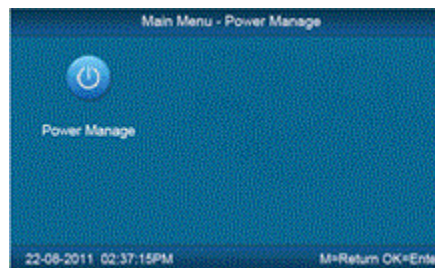 Main Menu - Power Manage
Power Manage
22-08-2011 02:37:15PM M=Return OK=Ente